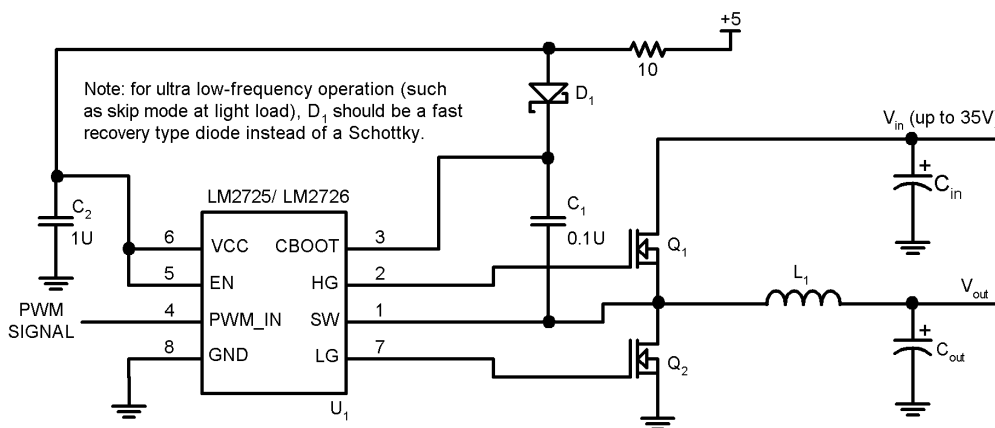 +5
10
Note: for ultra low-frequency operation (such
as skip mode at light load), D1 should be a fast
recovery type diode instead of a Schottky.
D1
Vin (up to 35V)
Cin
LM2725/ LM2726
C2
1U
C1
0.1U
6 VCC CBOOT 3
5 EN HG 2
PWM
SIGNAL
4 PWM_IN SW 1
8 GND LG 7
U1
Q1
L1
Vout
Q2
Cout
+
+